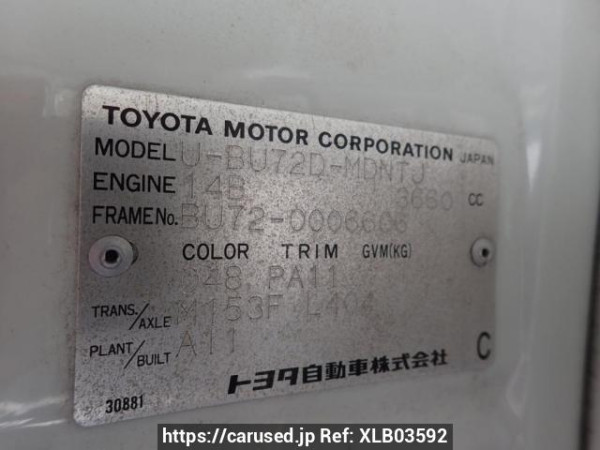 TOYOTA MOTOR CORPORATION JAPAN
MODEL U-BU72D-MDNTJ
ENGINE 14B 3660 CC
FRAME No. BU72-0006606
COLOR TRIM GVM(KG)
048 PA11
TRANS./AXLE M153F L404
PLANT/BUILT A11
C
トヨタ自動車株式会社
30881
https://carused.jp Ref: XLB03592